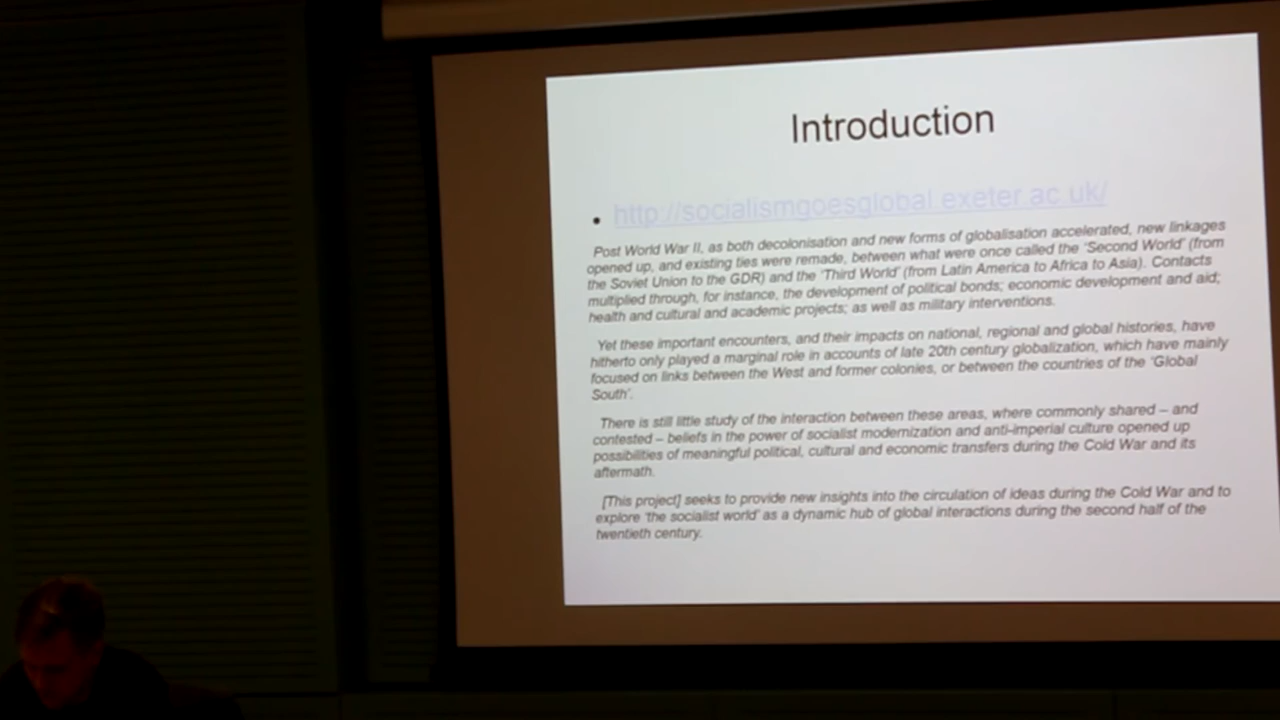 Introduction
• http://socialismgoesglobal.exeter.ac.uk/
Post World War II, as both decolonisation and new forms of globalisation accelerated, new linkages
opened up, and existing ties were remade, between what were once called the 'Second World' (from
the Soviet Union to the GDR) and the 'Third World' (from Latin America to Africa to Asia). Contacts
multiplied through, for instance, the development of political bonds; economic development and aid;
health and cultural and academic projects; as well as military interventions.
Yet these important encounters, and their impacts on national, regional and global histories, have
hitherto only played a marginal role in accounts of late 20th century globalization, which have mainly
focused on links between the West and former colonies, or between the countries of the 'Global
South'.
There is still little study of the interaction between these areas, where commonly shared – and
contested – beliefs in the power of socialist modernization and anti-imperial culture opened up
possibilities of meaningful political, cultural and economic transfers during the Cold War and its
aftermath.
[This project] seeks to provide new insights into the circulation of ideas during the Cold War and to
explore 'the socialist world' as a dynamic hub of global interactions during the second half of the
twentieth century.